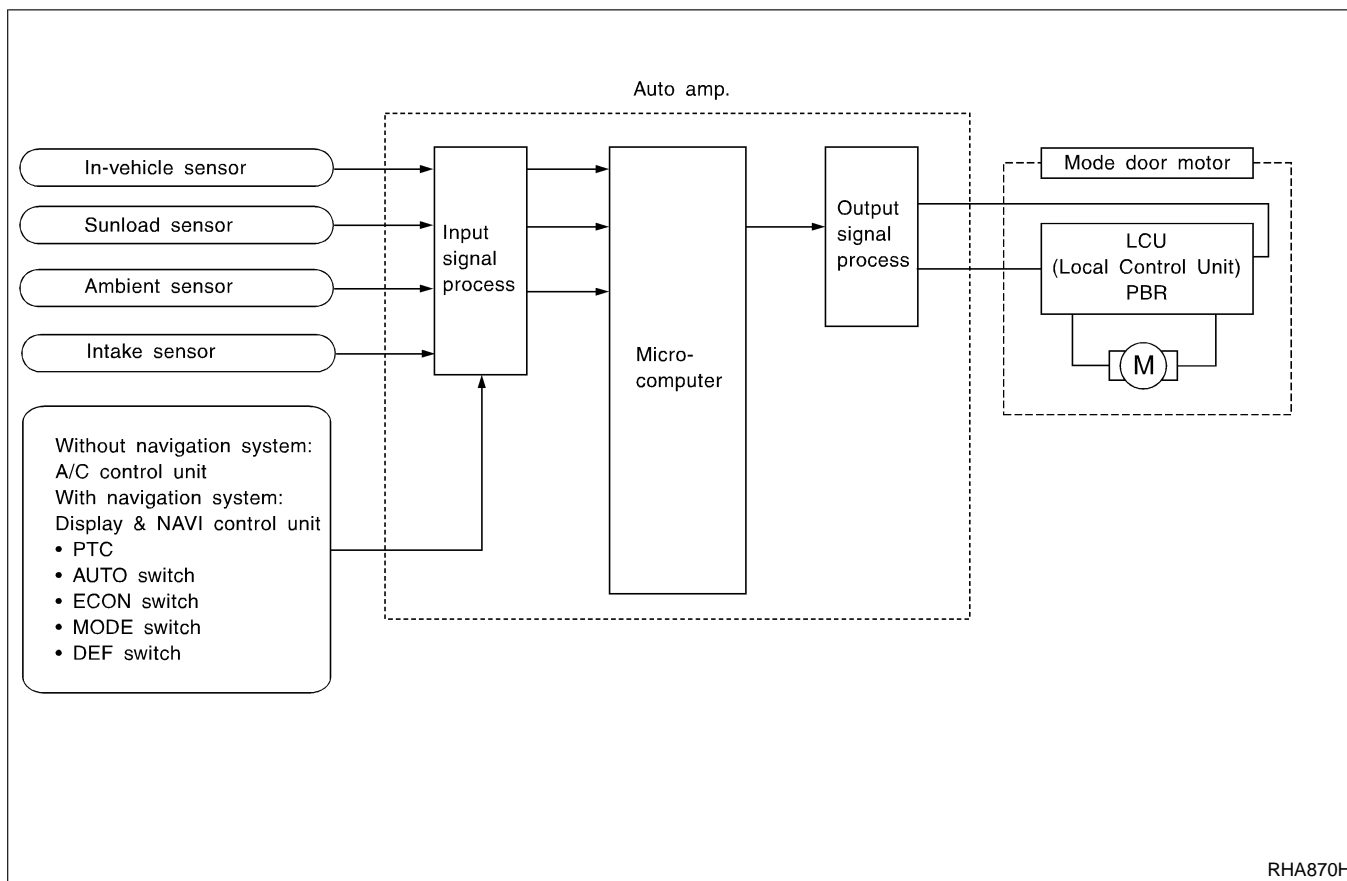 Auto amp.
In-vehicle sensor
Sunload sensor
Ambient sensor
Intake sensor
Without navigation system:
A/C control unit
With navigation system:
Display & NAVI control unit
• PTC
• AUTO switch
• ECON switch
• MODE switch
• DEF switch
Input
signal
process
Micro-
computer
Output
signal
process
Mode door motor
LCU
(Local Control Unit)
PBR
M
RHA870H